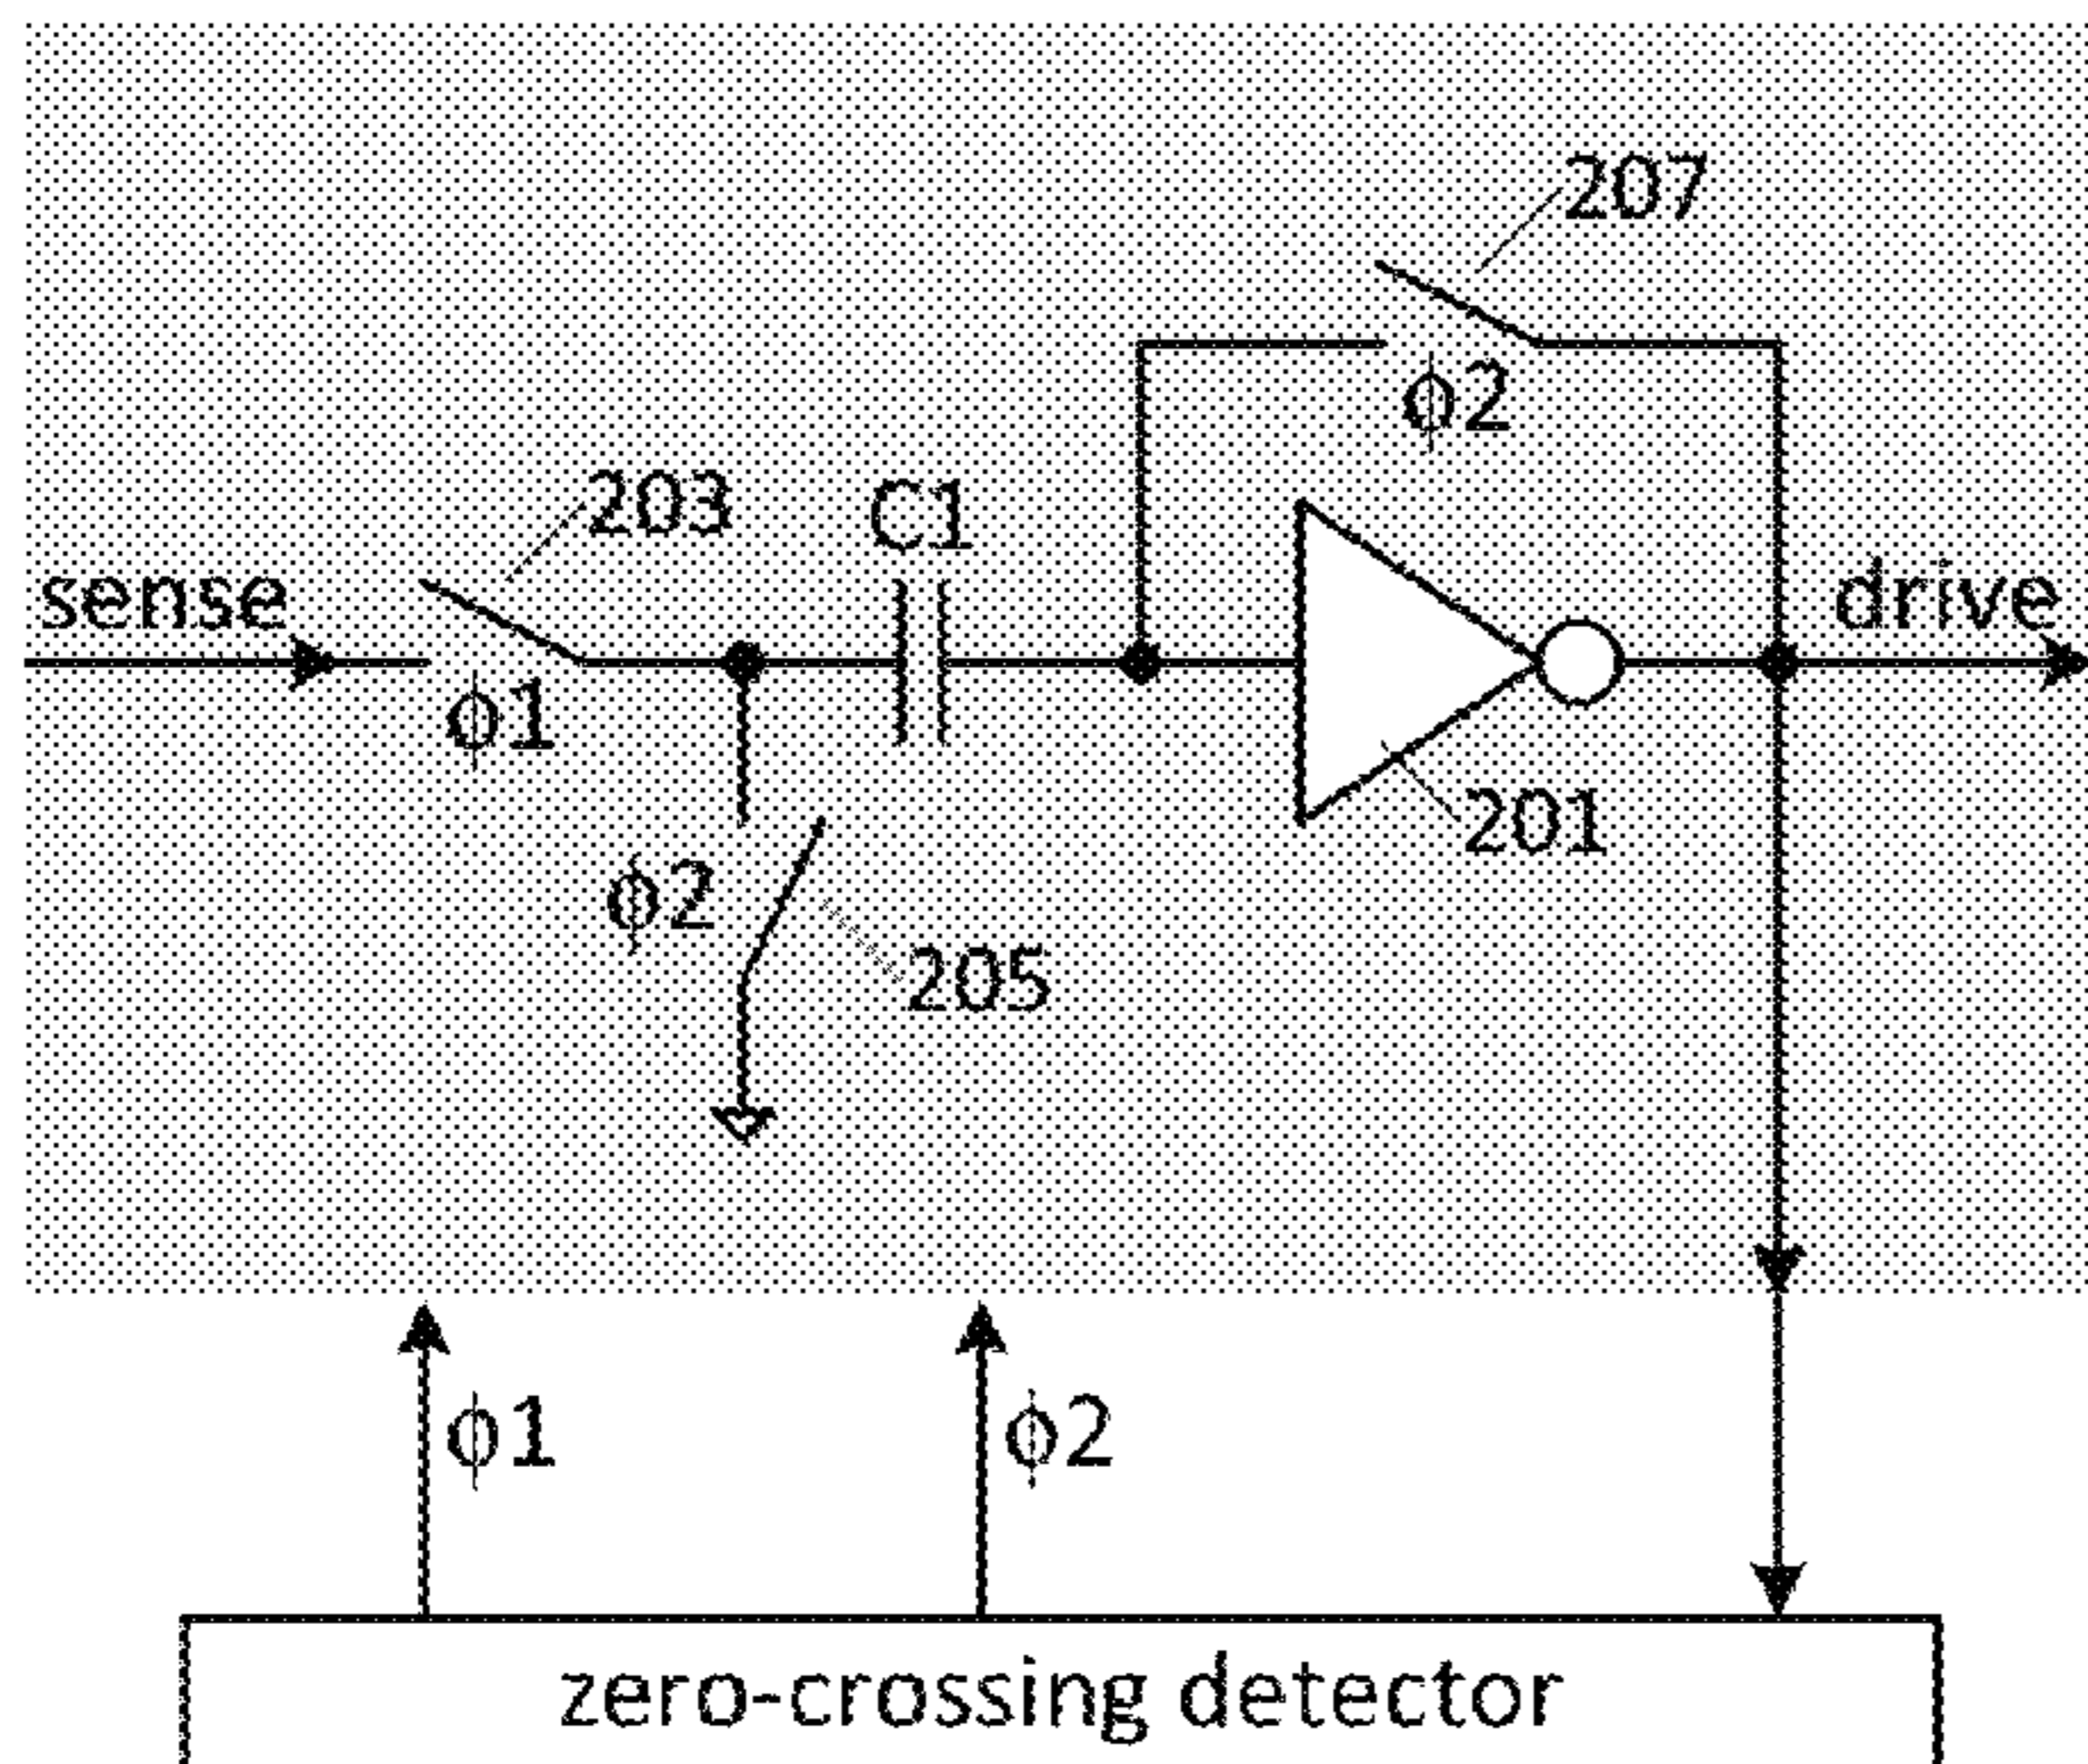 207
ϕ2
203
C1
sense
drive
ϕ1
201
ϕ2
205
ϕ1
ϕ2
zero-crossing detector